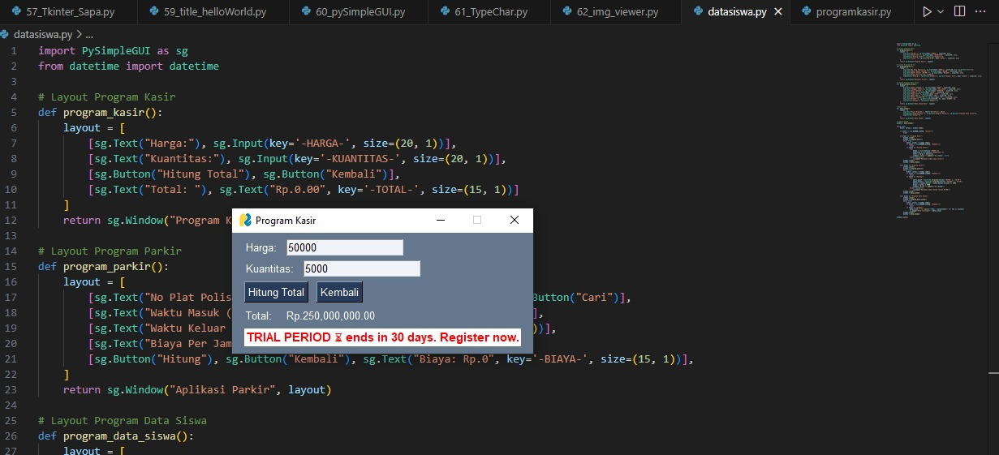 57_Tkinter_Sapa.py 59_title_helloWorld.py 60_pySimpleGUI.py 61_TypeChar.py 62_img_viewer.py datasiswa.py programkasir.py
datasiswa.py > ...
1 import PySimpleGUI as sg
2 from datetime import datetime
3
4 # Layout Program Kasir
5 def program_kasir():
6 layout = [
7 [sg.Text("Harga:"), sg.Input(key='-HARGA-', size=(20, 1))],
8 [sg.Text("Kuantitas:"), sg.Input(key='-KUANTITAS-', size=(20, 1))],
9 [sg.Button("Hitung Total"), sg.Button("Kembali")],
10 [sg.Text("Total: "), sg.Text("Rp.0.00", key='-TOTAL-', size=(15, 1))]
11 ]
12 return sg.Window("Program K
Program Kasir
Harga: 50000
Kuantitas: 5000
Hitung Total Kembali
Total: Rp.250,000,000.00
TRIAL PERIOD ⏳ ends in 30 days. Register now.
13
14 # Layout Program Parkir
15 def program_parkir():
16 layout = [
17 [sg.Text("No Plat Polis Button("Cari")],
18 [sg.Text("Waktu Masuk ( ],
19 [sg.Text("Waktu Keluar ))],
20 [sg.Text("Biaya Per Jam
21 [sg.Button("Hitung"), sg.Button("Kembali"), sg.Text("Biaya: Rp.0", key='-BIAYA-', size=(15, 1))],
22 ]
23 return sg.Window("Aplikasi Parkir", layout)
24
25 # Layout Program Data Siswa
26 def program_data_siswa():
27 layout = [